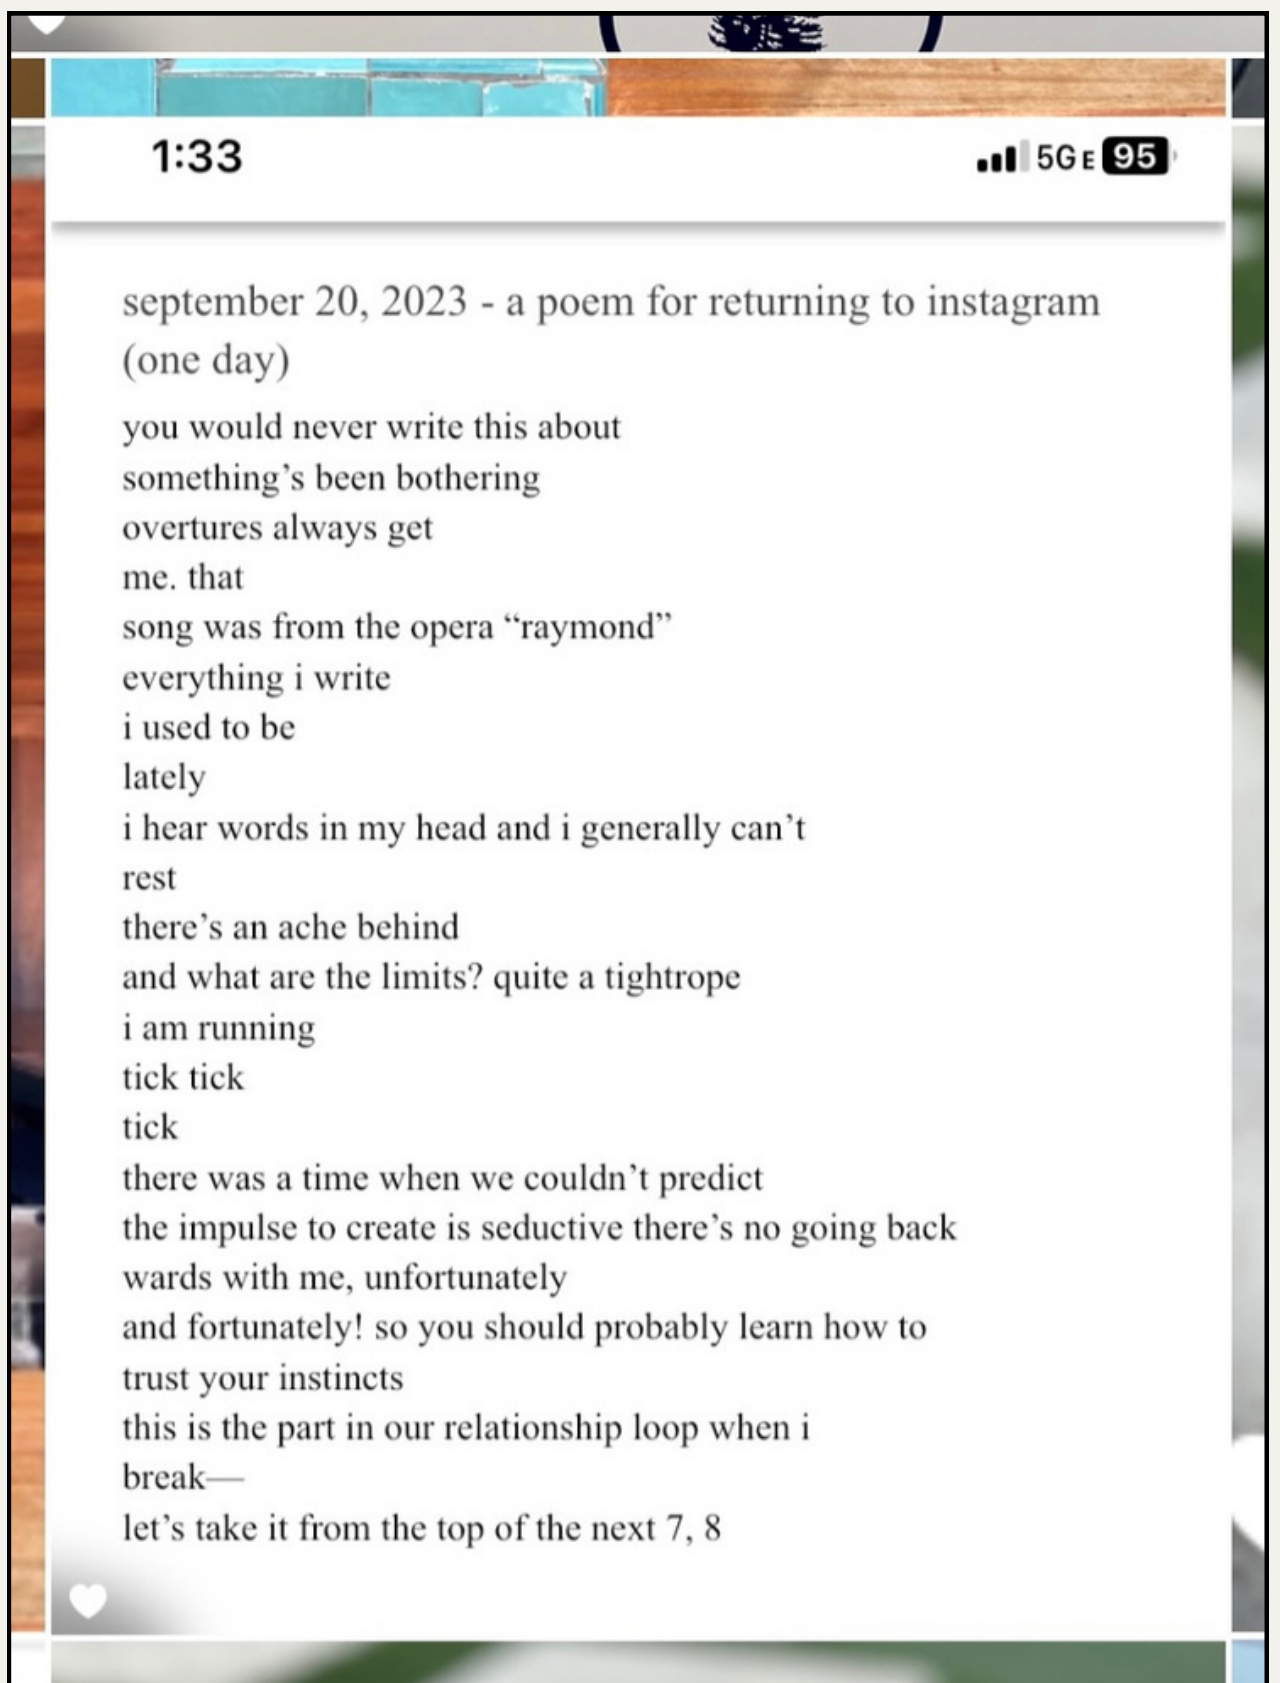 1:33
5GE 95
september 20, 2023 - a poem for returning to instagram
(one day)
you would never write this about
something’s been bothering
overtures always get
me. that
song was from the opera “raymond”
everything i write
i used to be
lately
i hear words in my head and i generally can’t
rest
there’s an ache behind
and what are the limits? quite a tightrope
i am running
tick tick
tick
there was a time when we couldn’t predict
the impulse to create is seductive there’s no going back
wards with me, unfortunately
and fortunately! so you should probably learn how to
trust your instincts
this is the part in our relationship loop when i
break—
let’s take it from the top of the next 7, 8